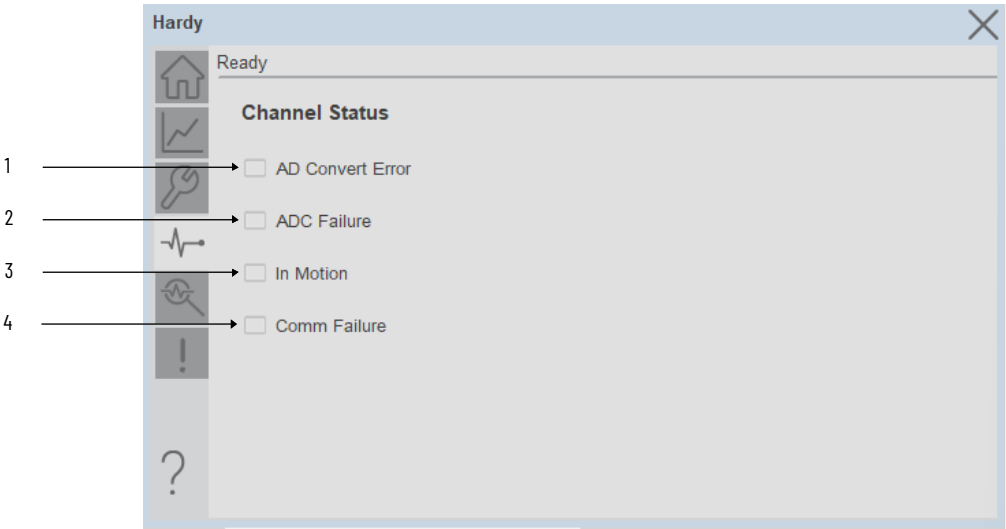 Hardy
Ready
Channel Status
1
AD Convert Error
2
ADC Failure
3
In Motion
4
Comm Failure